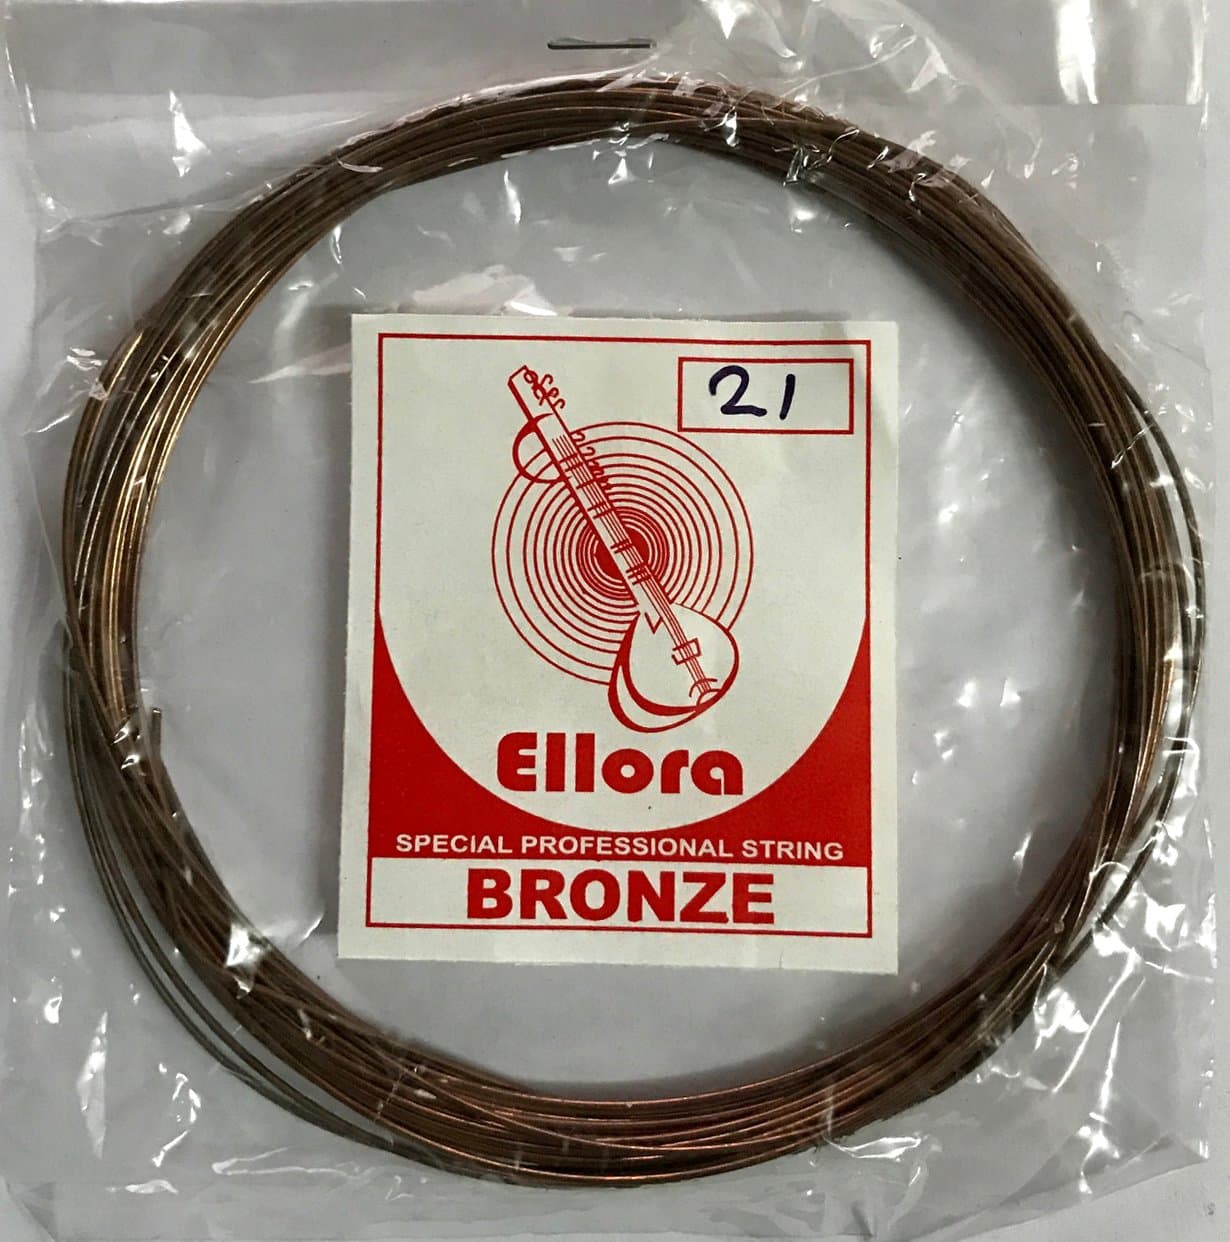 21
Ellora
SPECIAL PROFESSIONAL STRING
BRONZE